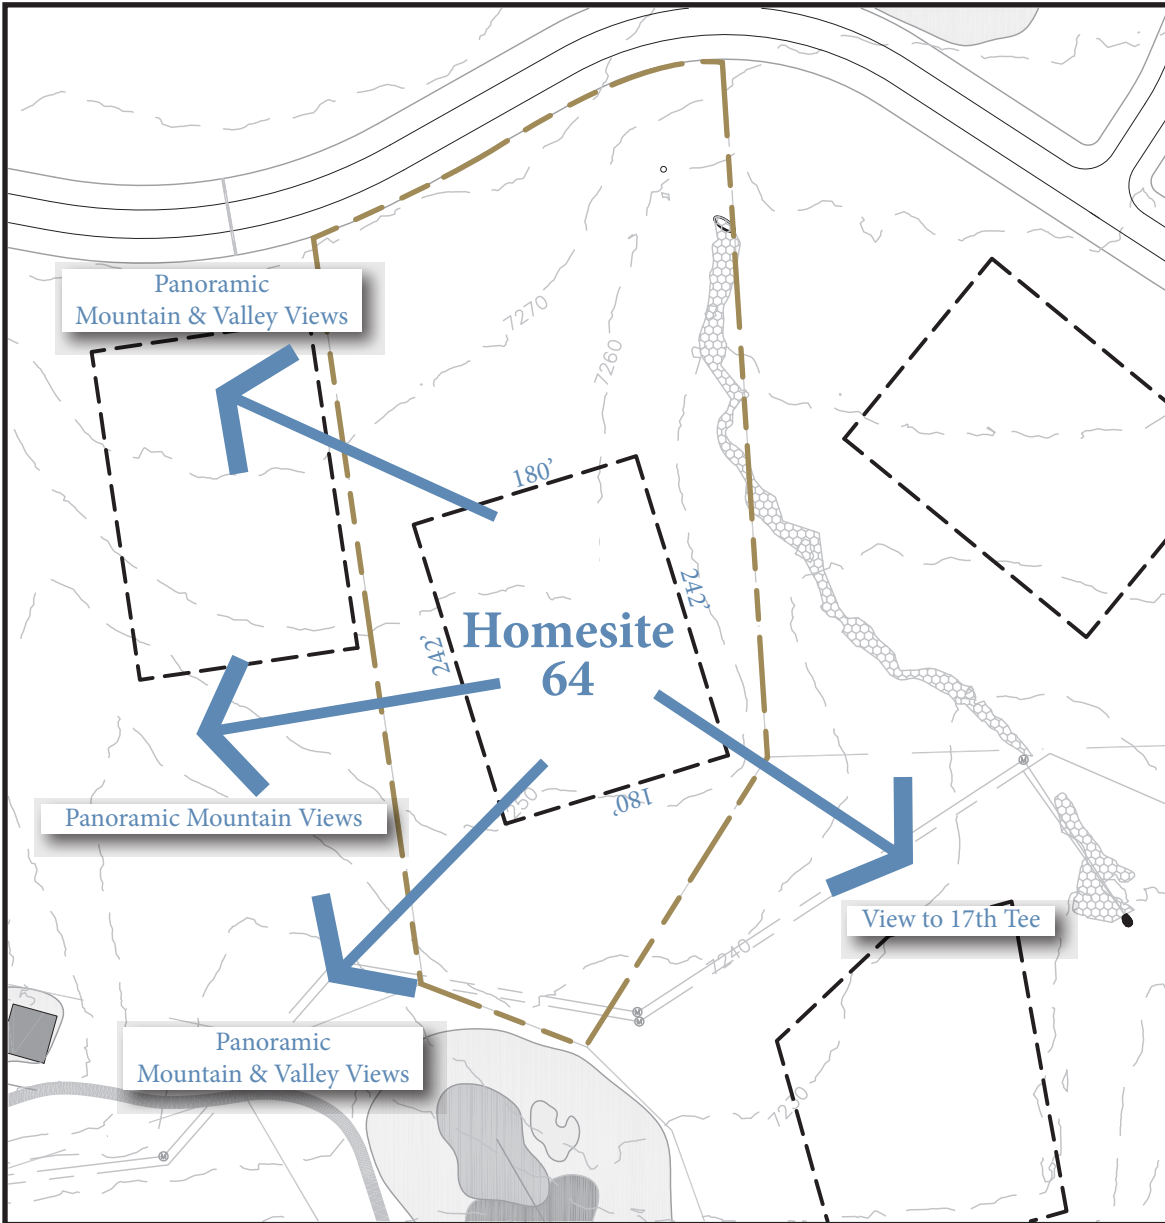 Panoramic
Mountain & Valley Views
7270
7260
180’
242’
Homesite
64
242’
Panoramic Mountain Views
180’
View to 17th Tee
7240
Panoramic
Mountain & Valley Views
M
M
M
M